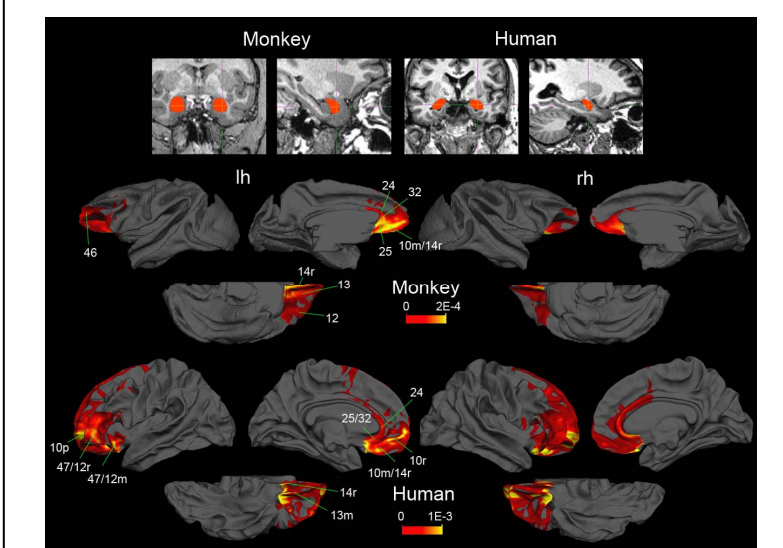 Monkey Human
lh rh
24
32
46
25
10m/14r
14r
13
12
Monkey
0 2E-4
24
25/32
10p
47/12r
47/12m
10r
10m/14r
14r
13m
Human
0 1E-3